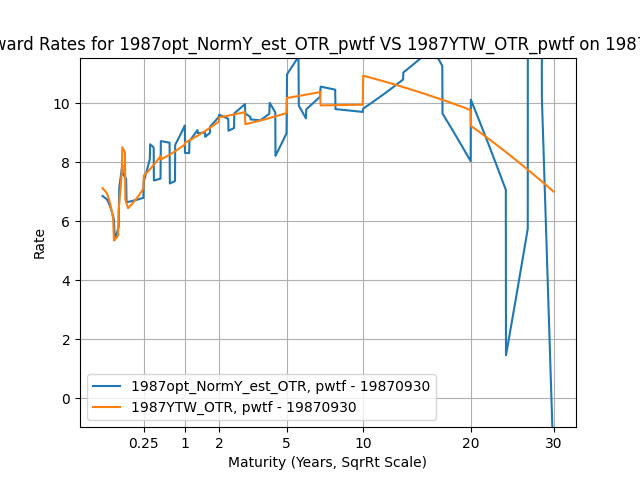 ward Rates for 1987opt_NormY_est_OTR_pwtf VS 1987YTW_OTR_pwtf on 1987
10
8
6
4
2
0
Rate
1987opt_NormY_est_OTR, pwtf - 19870930
1987YTW_OTR, pwtf - 19870930
0.25 1 2 5 10 20 30
Maturity (Years, SqrRt Scale)